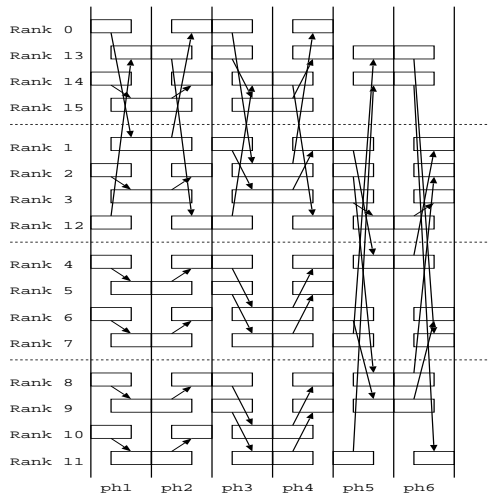 Rank 0
Rank 13
Rank 14
Rank 15
Rank 1
Rank 2
Rank 3
Rank 12
Rank 4
Rank 5
Rank 6
Rank 7
Rank 8
Rank 9
Rank 10
Rank 11
ph1 ph2 ph3 ph4 ph5 ph6